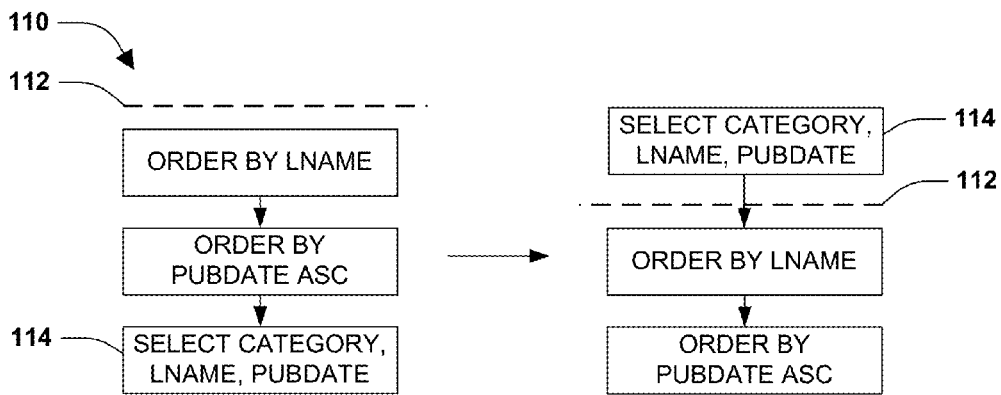 110
112
ORDER BY LNAME
ORDER BY
PUBDATE ASC
114
SELECT CATEGORY,
LNAME, PUBDATE
SELECT CATEGORY,
LNAME, PUBDATE
114
112
ORDER BY LNAME
ORDER BY
PUBDATE ASC